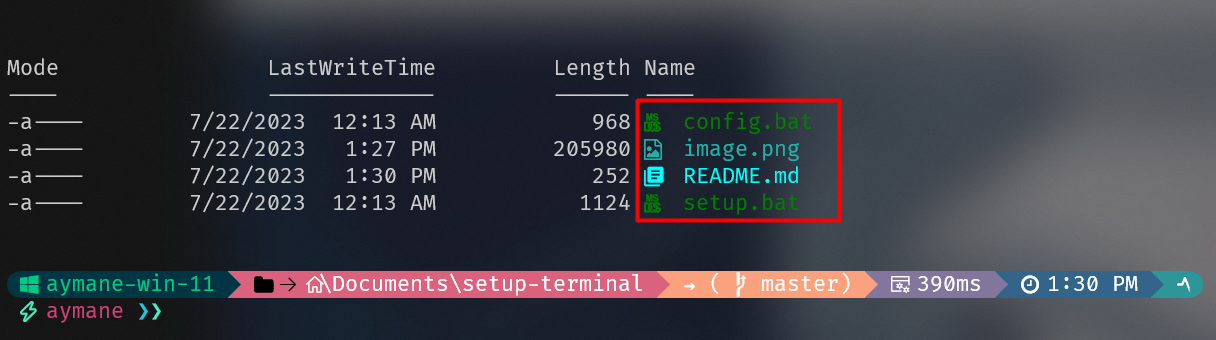 Mode LastWriteTime Length Name
---- ------------- ------ ----
-a---- 7/22/2023 12:13 AM 968 config.bat
-a---- 7/22/2023 1:27 PM 205980 image.png
-a---- 7/22/2023 1:30 PM 252 README.md
-a---- 7/22/2023 12:13 AM 1124 setup.bat
aymane-win-11 → \Documents\setup-terminal → ( master) 390ms 1:30 PM
aymane ❯❯